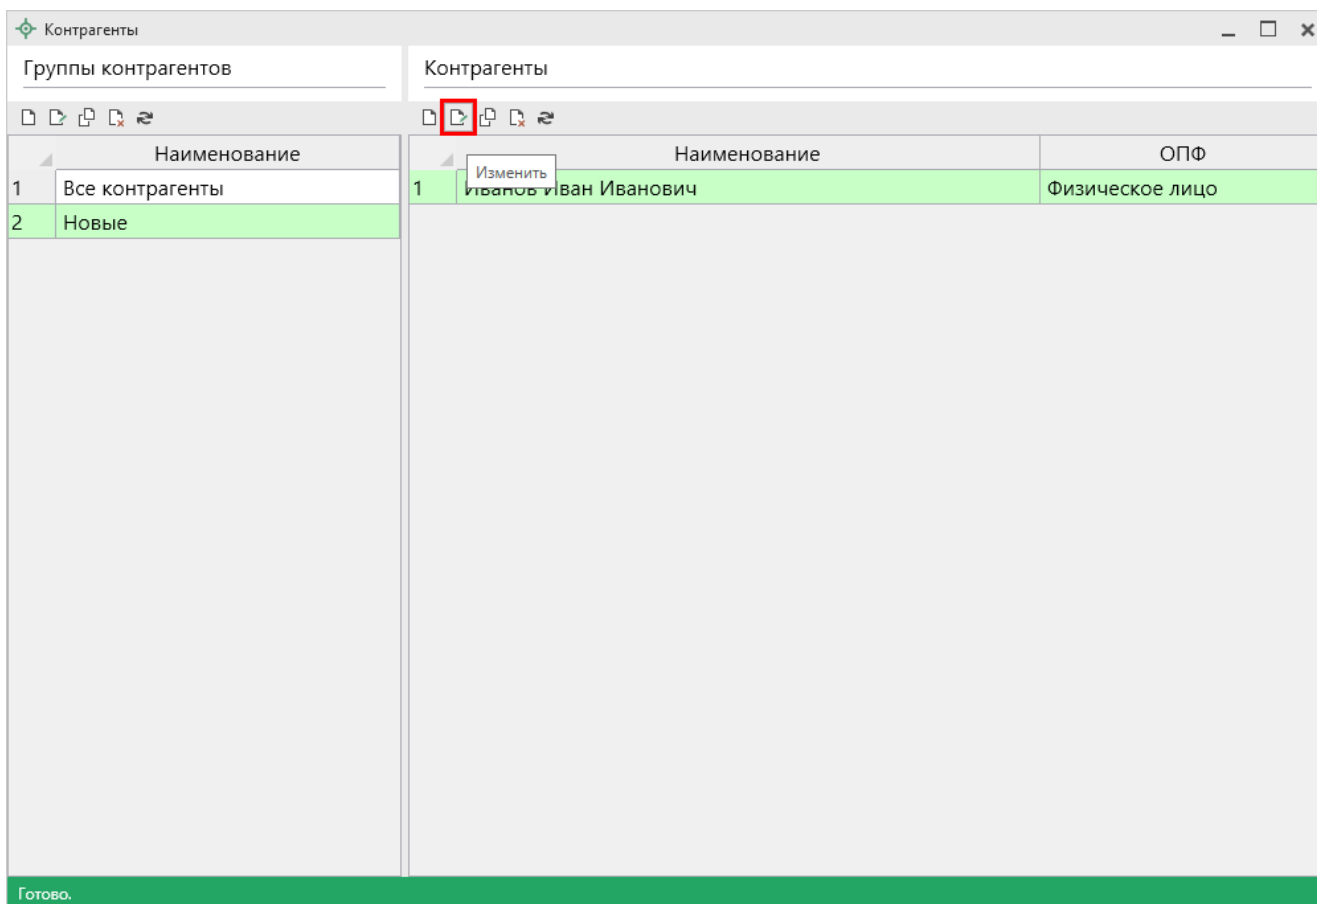 Контрагенты
Группы контрагентов
Контрагенты
Наименование
1 Все контрагенты
2 Новые
Наименование ОПФ
Изменить
1 Иванов Иван Иванович Физическое лицо
Готово.